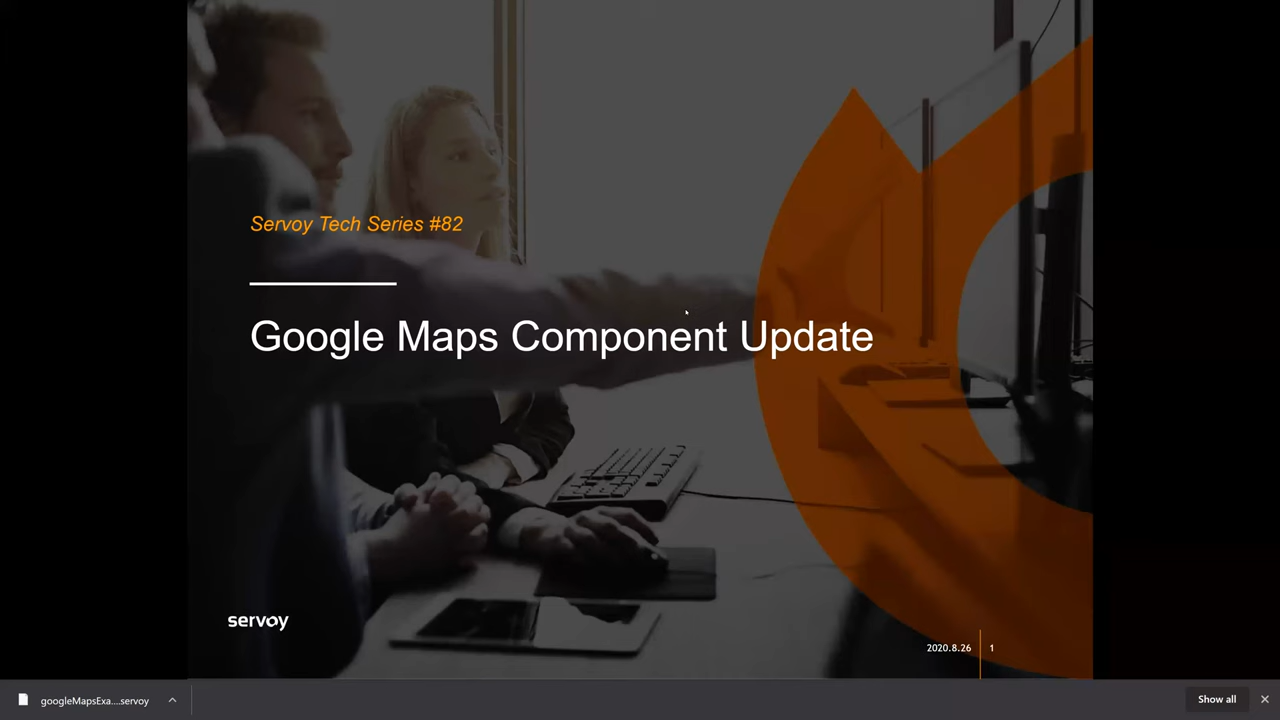 Servoy Tech Series #82
Google Maps Component Update
servoy
2020.8.26
1
googleMapsExa....servoy
Show all